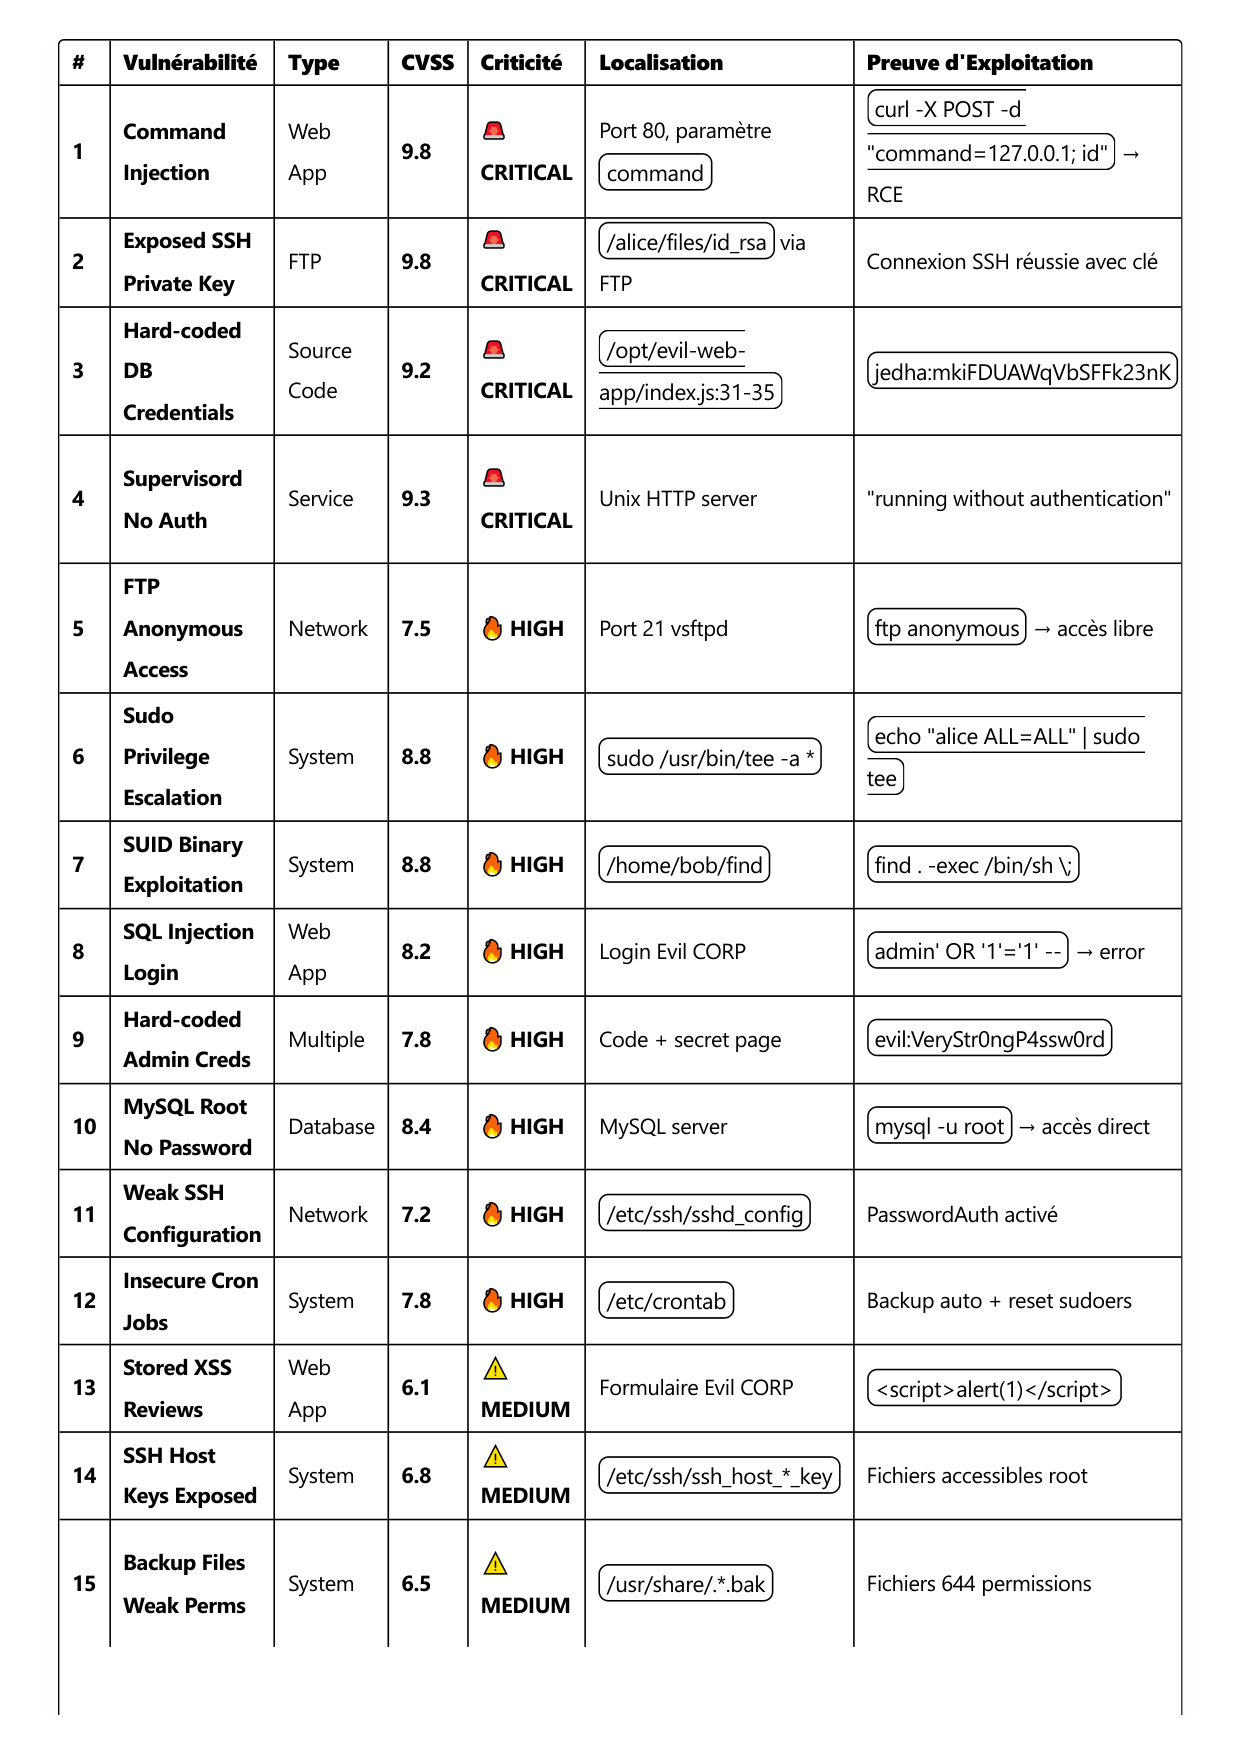 # Vulnérabilité Type CVSS Criticité Localisation Preuve d'Exploitation
1
Command
Injection
Web
App
9.8
CRITICAL
Port 80, paramètre
command
curl -X POST -d
"command=127.0.0.1; id" →
RCE
2
Exposed SSH
Private Key
FTP
9.8
CRITICAL
/alice/files/id_rsa via
FTP
Connexion SSH réussie avec clé
3
Hard-coded
DB
Credentials
Source
Code
9.2
CRITICAL
/opt/evil-web-
app/index.js:31-35
jedha:mkiFDUAWqVbSFFk23nK
4
Supervisord
No Auth
Service
9.3
CRITICAL
Unix HTTP server
"running without authentication"
5
FTP
Anonymous
Access
Network
7.5
HIGH
Port 21 vsftpd
ftp anonymous → accès libre
6
Sudo
Privilege
Escalation
System
8.8
HIGH
sudo /usr/bin/tee -a *
echo "alice ALL=ALL" | sudo
tee
7
SUID Binary
Exploitation
System
8.8
HIGH
/home/bob/find
find . -exec /bin/sh \;
8
SQL Injection
Login
Web
App
8.2
HIGH
Login Evil CORP
admin' OR '1'='1' -- → error
9
Hard-coded
Admin Creds
Multiple
7.8
HIGH
Code + secret page
evil:VeryStr0ngP4ssw0rd
10
MySQL Root
No Password
Database
8.4
HIGH
MySQL server
mysql -u root → accès direct
11
Weak SSH
Configuration
Network
7.2
HIGH
/etc/ssh/sshd_config
PasswordAuth activé
12
Insecure Cron
Jobs
System
7.8
HIGH
/etc/crontab
Backup auto + reset sudoers
13
Stored XSS
Reviews
Web
App
6.1
MEDIUM
Formulaire Evil CORP
<script>alert(1)</script>
14
SSH Host
Keys Exposed
System
6.8
MEDIUM
/etc/ssh/ssh_host_*_key
Fichiers accessibles root
15
Backup Files
Weak Perms
System
6.5
MEDIUM
/usr/share/.*.bak
Fichiers 644 permissions